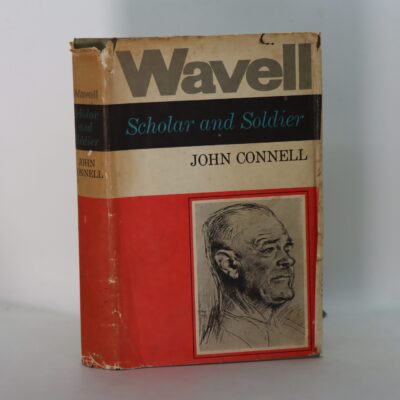 Wavell
Scholar and Soldier
JOHN CONNELL
Wavell
Scholar
and
Soldier
JOHN
CONNELL